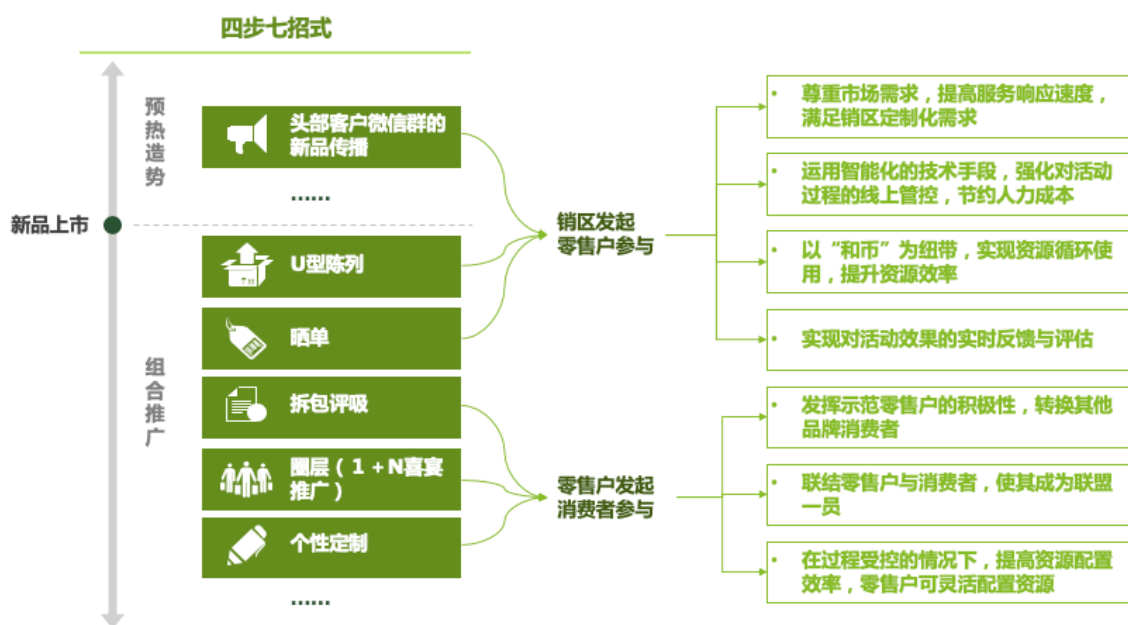 四步七招式
预热造势
头部客户微信群的
新品传播
……
新品上市
组合推广
U型陈列
晒单
拆包评吸
圈层（1+N喜宴
推广）
个性定制
……
销区发起
零售户参与
零售户发起
消费者参与
• 尊重市场需求，提高服务响应速度，
满足销区定制化需求
• 运用智能化的技术手段，强化对活动
过程的线上管控，节约人力成本
• 以“和币”为纽带，实现资源循环使
用，提升资源效率
• 实现对活动效果的实时反馈与评估
• 发挥示范零售户的积极性，转换其他
品牌消费者
• 联结零售户与消费者，使其成为联盟
一员
• 在过程受控的情况下，提高资源配置
效率，零售户可灵活配置资源